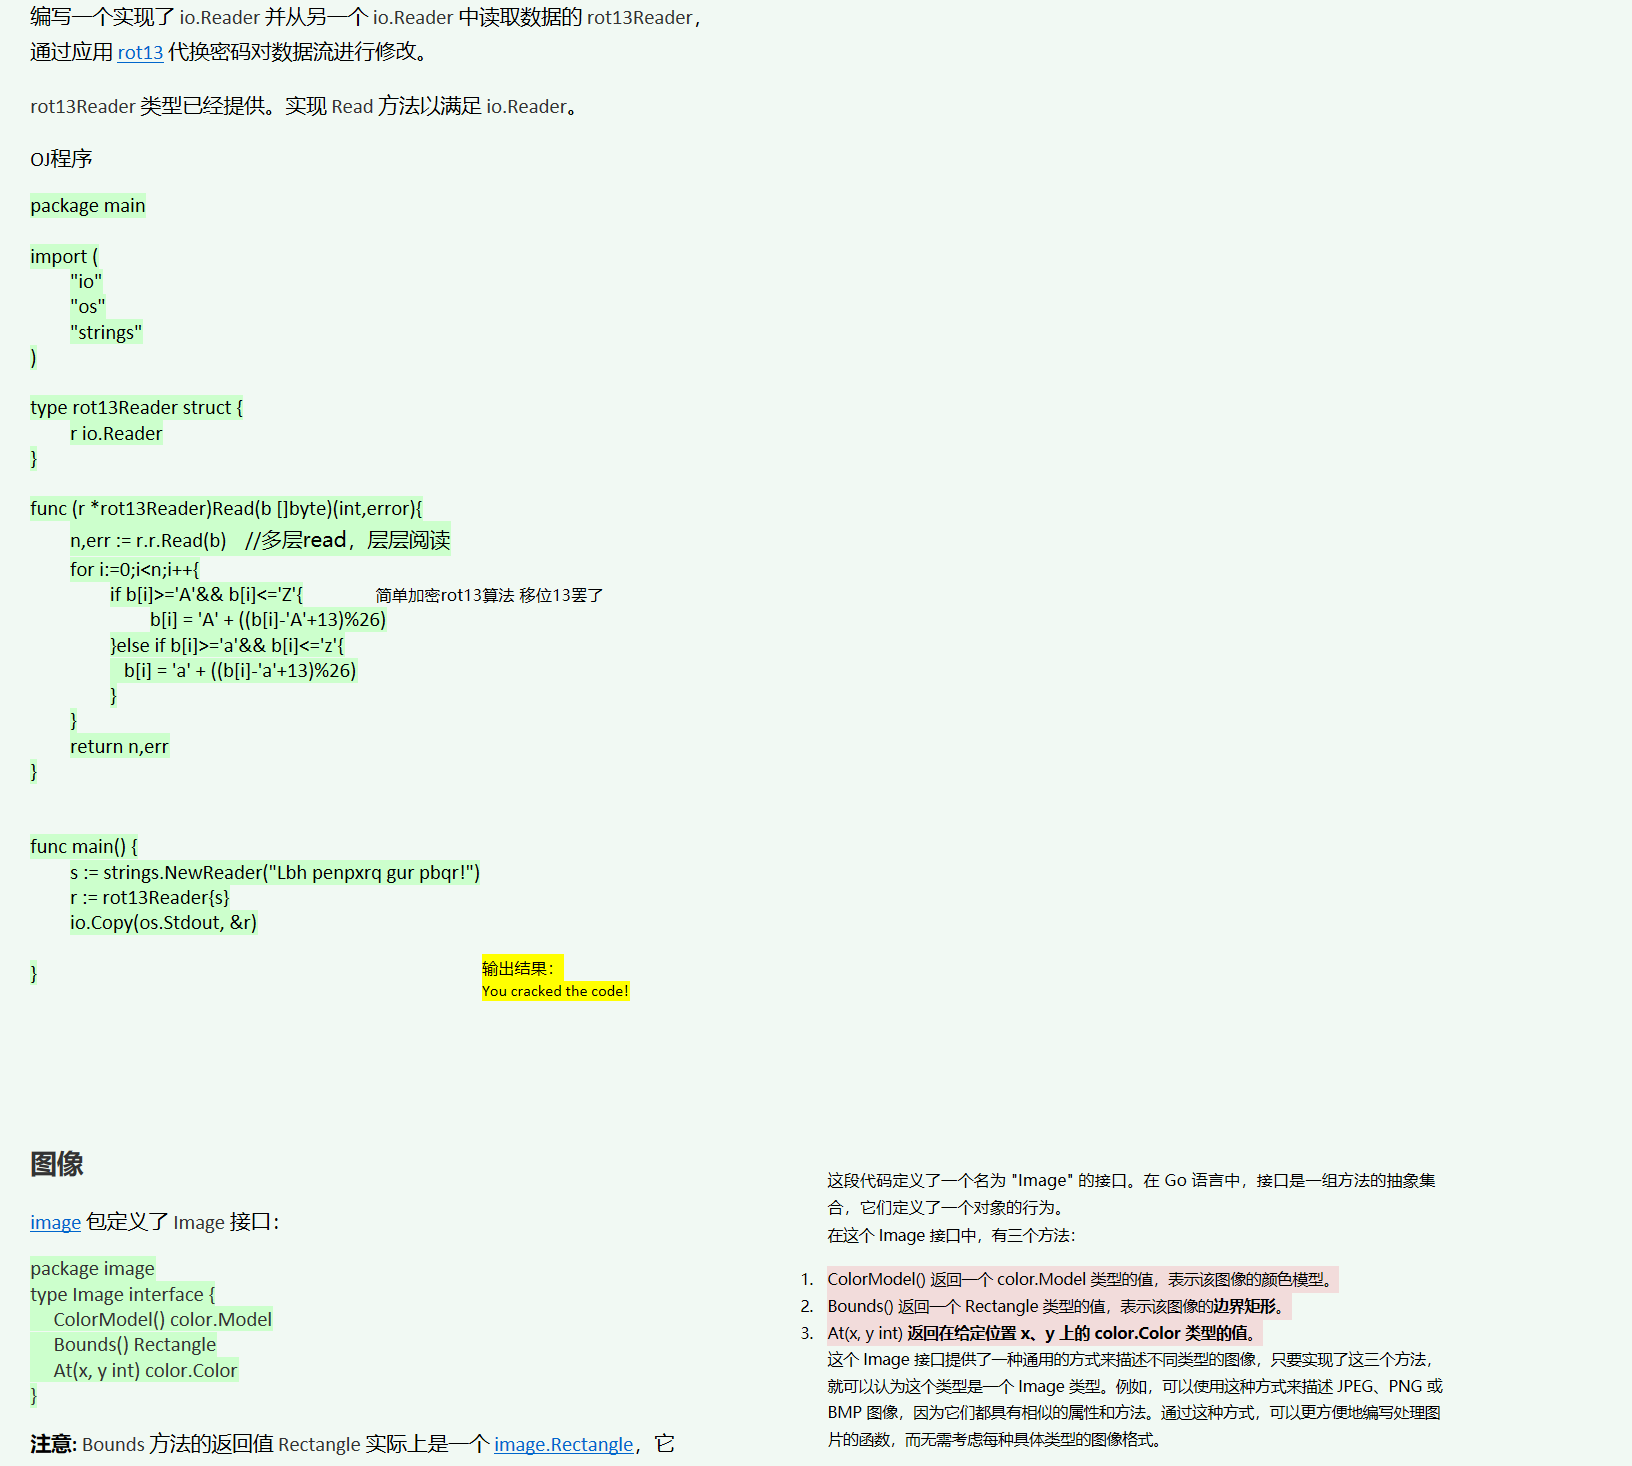 编写一个实现了 io.Reader 并从另一个 io.Reader 中读取数据的 rot13Reader，
通过应用 rot13 代换密码对数据流进行修改。
rot13Reader 类型已经提供。实现 Read 方法以满足 io.Reader。
OJ程序
package main
import (
"io"
"os"
"strings"
)
type rot13Reader struct {
r io.Reader
}
func (r *rot13Reader)Read(b []byte)(int,error){
n,err := r.r.Read(b) //多层read，层层阅读
for i:=0;i<n;i++{
if b[i]>='A'&& b[i]<='Z'{ 简单加密rot13算法 移位13罢了
b[i] = 'A' + ((b[i]-'A'+13)%26)
}else if b[i]>='a'&& b[i]<='z'{
b[i] = 'a' + ((b[i]-'a'+13)%26)
}
}
return n,err
}
func main() {
s := strings.NewReader("Lbh penpxrq gur pbqr!")
r := rot13Reader{s}
io.Copy(os.Stdout, &r)
}
输出结果：
You cracked the code!
图像
image 包定义了 Image 接口：
package image
type Image interface {
ColorModel() color.Model
Bounds() Rectangle
At(x, y int) color.Color
}
注意: Bounds 方法的返回值 Rectangle 实际上是一个 image.Rectangle，它
这段代码定义了一个名为 "Image" 的接口。在 Go 语言中，接口是一组方法的抽象集
合，它们定义了一个对象的行为。
在这个 Image 接口中，有三个方法：
1. ColorModel() 返回一个 color.Model 类型的值，表示该图像的颜色模型。
2. Bounds() 返回一个 Rectangle 类型的值，表示该图像的边界矩形。
3. At(x, y int) 返回在给定位置 x、y 上的 color.Color 类型的值。
这个 Image 接口提供了一种通用的方式来描述不同类型的图像，只要实现了这三个方法，
就可以认为这个类型是一个 Image 类型。例如，可以使用这种方式来描述 JPEG、PNG 或
BMP 图像，因为它们都具有相似的属性和方法。通过这种方式，可以更方便地编写处理图
片的函数，而无需考虑每种具体类型的图像格式。